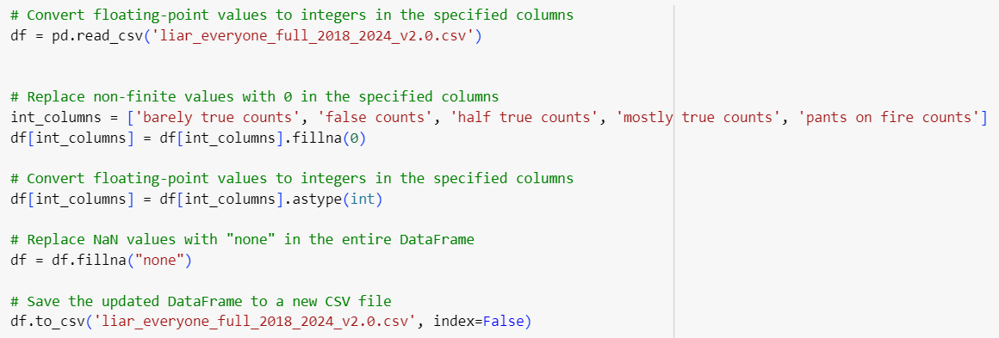 # Convert floating-point values to integers in the specified columns
df = pd.read_csv('liar_everyone_full_2018_2024_v2.0.csv')
# Replace non-finite values with 0 in the specified columns
int_columns = ['barely true counts', 'false counts', 'half true counts', 'mostly true counts', 'pants on fire counts']
df[int_columns] = df[int_columns].fillna(0)
# Convert floating-point values to integers in the specified columns
df[int_columns] = df[int_columns].astype(int)
# Replace NaN values with "none" in the entire DataFrame
df = df.fillna("none")
# Save the updated DataFrame to a new CSV file
df.to_csv('liar_everyone_full_2018_2024_v2.0.csv', index=False)